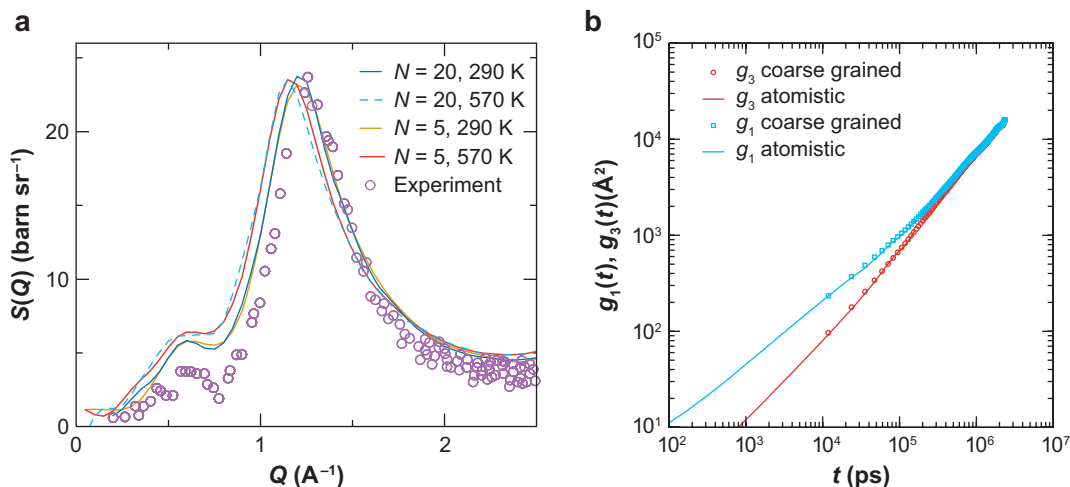 a
S(Q) (barn sr⁻¹)
20
10
0
N = 20, 290 K
N = 20, 570 K
N = 5, 290 K
N = 5, 570 K
Experiment
0
1
2
Q (A⁻¹)
b
g₁(t), g₃(t)(Å²)
10⁵
10⁴
10³
10²
10¹
g₃ coarse grained
g₃ atomistic
g₁ coarse grained
g₁ atomistic
10²
10³
10⁴
10⁵
10⁶
10⁷
t (ps)